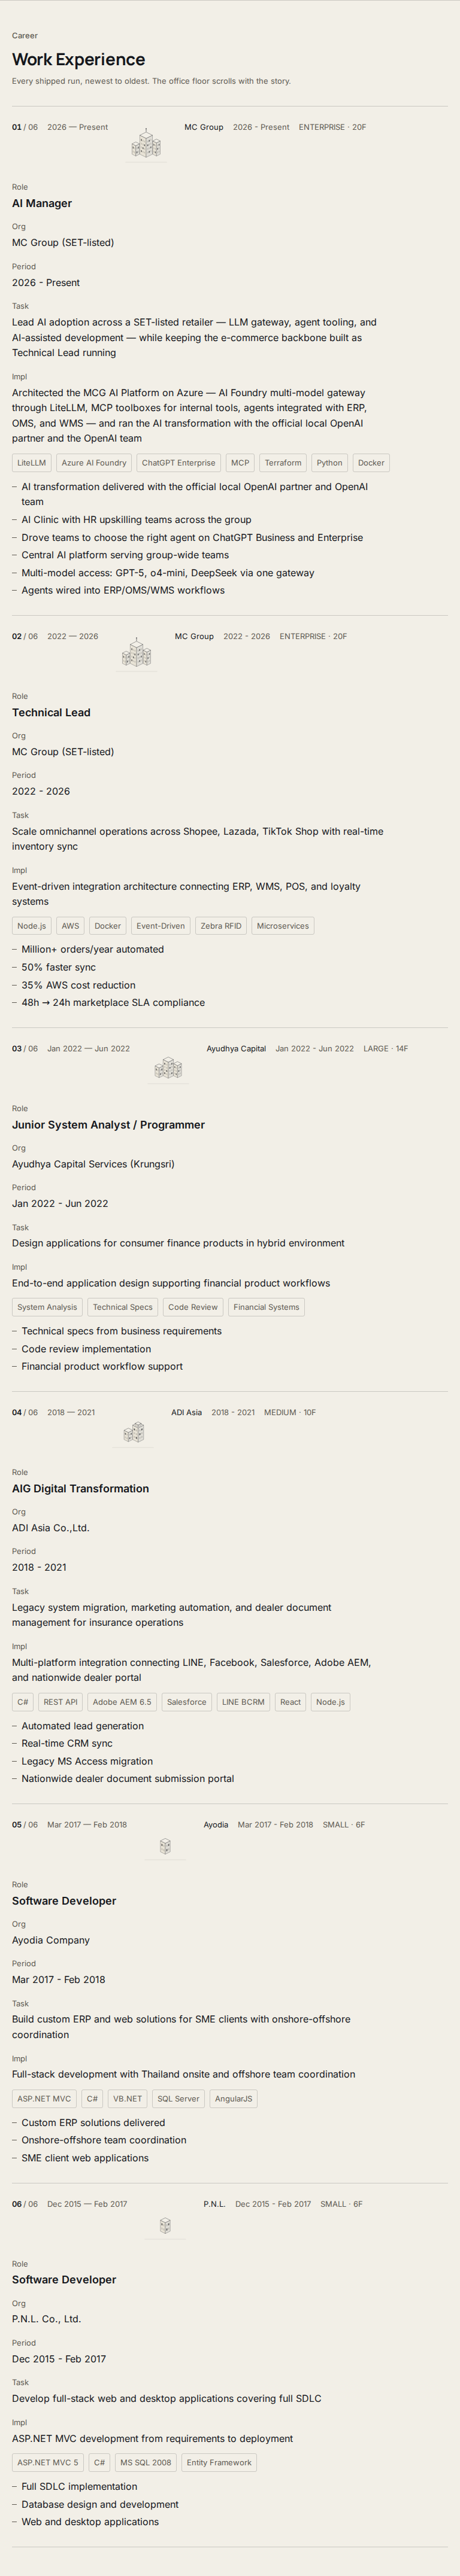 Career
Work Experience
Every shipped run, newest to oldest. The office floor scrolls with the story.
01 / 06 2026 — Present MC Group 2026 - Present ENTERPRISE · 20F
Role
AI Manager
Org
MC Group (SET-listed)
Period
2026 - Present
Task
Lead AI adoption across a SET-listed retailer — LLM gateway, agent tooling, and
AI-assisted development — while keeping the e-commerce backbone built as
Technical Lead running
Impl
Architected the MCG AI Platform on Azure — AI Foundry multi-model gateway
through LiteLLM, MCP toolboxes for internal tools, agents integrated with ERP,
OMS, and WMS — and ran the AI transformation with the official local OpenAI
partner and the OpenAI team
LiteLLM Azure AI Foundry ChatGPT Enterprise MCP Terraform Python Docker
– AI transformation delivered with the official local OpenAI partner and OpenAI
team
– AI Clinic with HR upskilling teams across the group
– Drove teams to choose the right agent on ChatGPT Business and Enterprise
– Central AI platform serving group-wide teams
– Multi-model access: GPT-5, o4-mini, DeepSeek via one gateway
– Agents wired into ERP/OMS/WMS workflows
02 / 06 2022 — 2026 MC Group 2022 - 2026 ENTERPRISE · 20F
Role
Technical Lead
Org
MC Group (SET-listed)
Period
2022 - 2026
Task
Scale omnichannel operations across Shopee, Lazada, TikTok Shop with real-time
inventory sync
Impl
Event-driven integration architecture connecting ERP, WMS, POS, and loyalty
systems
Node.js AWS Docker Event-Driven Zebra RFID Microservices
– Million+ orders/year automated
– 50% faster sync
– 35% AWS cost reduction
– 48h → 24h marketplace SLA compliance
03 / 06 Jan 2022 — Jun 2022 Ayudhya Capital Jan 2022 - Jun 2022 LARGE · 14F
Role
Junior System Analyst / Programmer
Org
Ayudhya Capital Services (Krungsri)
Period
Jan 2022 - Jun 2022
Task
Design applications for consumer finance products in hybrid environment
Impl
End-to-end application design supporting financial product workflows
System Analysis Technical Specs Code Review Financial Systems
– Technical specs from business requirements
– Code review implementation
– Financial product workflow support
04 / 06 2018 — 2021 ADI Asia 2018 - 2021 MEDIUM · 10F
Role
AIG Digital Transformation
Org
ADI Asia Co.,Ltd.
Period
2018 - 2021
Task
Legacy system migration, marketing automation, and dealer document
management for insurance operations
Impl
Multi-platform integration connecting LINE, Facebook, Salesforce, Adobe AEM,
and nationwide dealer portal
C# REST API Adobe AEM 6.5 Salesforce LINE BCRM React Node.js
– Automated lead generation
– Real-time CRM sync
– Legacy MS Access migration
– Nationwide dealer document submission portal
05 / 06 Mar 2017 — Feb 2018 Ayodia Mar 2017 - Feb 2018 SMALL · 6F
Role
Software Developer
Org
Ayodia Company
Period
Mar 2017 - Feb 2018
Task
Build custom ERP and web solutions for SME clients with onshore-offshore
coordination
Impl
Full-stack development with Thailand onsite and offshore team coordination
ASP.NET MVC C# VB.NET SQL Server AngularJS
– Custom ERP solutions delivered
– Onshore-offshore team coordination
– SME client web applications
06 / 06 Dec 2015 — Feb 2017 P.N.L. Dec 2015 - Feb 2017 SMALL · 6F
Role
Software Developer
Org
P.N.L. Co., Ltd.
Period
Dec 2015 - Feb 2017
Task
Develop full-stack web and desktop applications covering full SDLC
Impl
ASP.NET MVC development from requirements to deployment
ASP.NET MVC 5 C# MS SQL 2008 Entity Framework
– Full SDLC implementation
– Database design and development
– Web and desktop applications